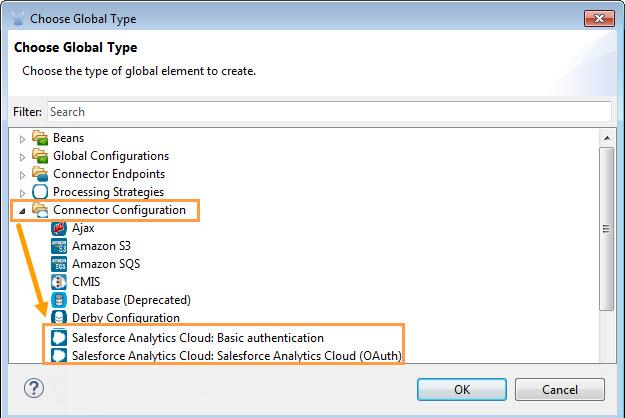 Choose Global Type
Choose Global Type
Choose the type of global element to create.
Filter: Search
Beans
Global Configurations
Connector Endpoints
Processing Strategies
Connector Configuration
Ajax
Amazon S3
Amazon SQS
CMIS
Database (Deprecated)
Derby Configuration
Salesforce Analytics Cloud: Basic authentication
Salesforce Analytics Cloud: Salesforce Analytics Cloud (OAuth)
? OK Cancel